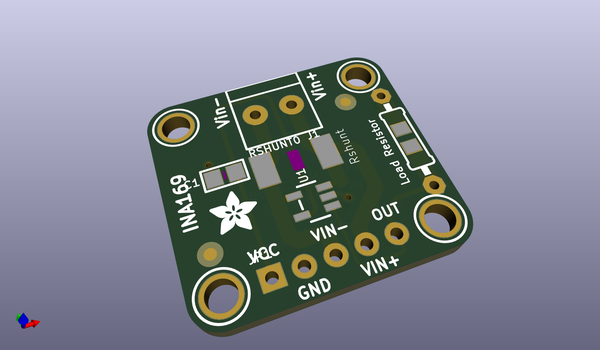 Vin-
Vin+
RSHUNT0 J1
Rshunt
Load Resistor
C1
U1
INA169
OUT
VIN-
VCC
GND
VIN+